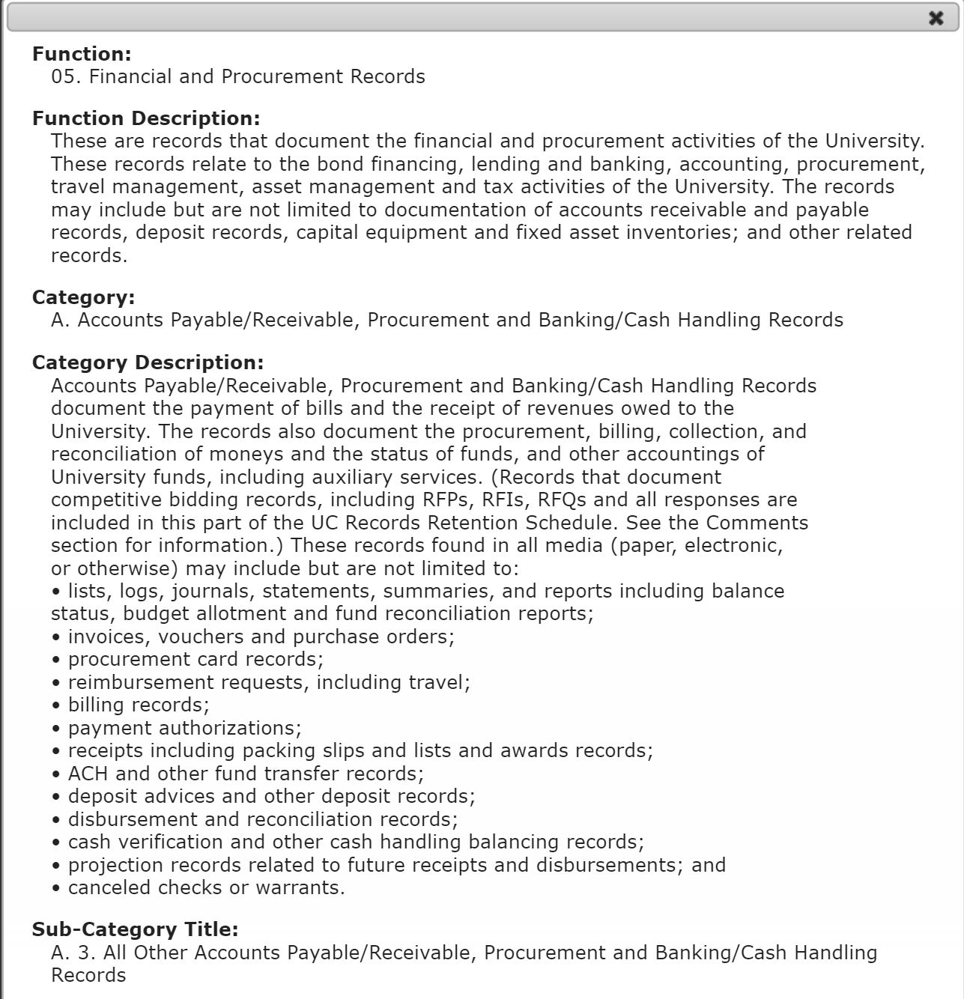 Function:
05. Financial and Procurement Records
Function Description:
These are records that document the financial and procurement activities of the University.
These records relate to the bond financing, lending and banking, accounting, procurement,
travel management, asset management and tax activities of the University. The records
may include but are not limited to documentation of accounts receivable and payable
records, deposit records, capital equipment and fixed asset inventories; and other related
records.
Category:
A. Accounts Payable/Receivable, Procurement and Banking/Cash Handling Records
Category Description:
Accounts Payable/Receivable, Procurement and Banking/Cash Handling Records
document the payment of bills and the receipt of revenues owed to the
University. The records also document the procurement, billing, collection, and
reconciliation of moneys and the status of funds, and other accountings of
University funds, including auxiliary services. (Records that document
competitive bidding records, including RFPs, RFIs, RFQs and all responses are
included in this part of the UC Records Retention Schedule. See the Comments
section for information.) These records found in all media (paper, electronic,
or otherwise) may include but are not limited to:
• lists, logs, journals, statements, summaries, and reports including balance
status, budget allotment and fund reconciliation reports;
• invoices, vouchers and purchase orders;
• procurement card records;
• reimbursement requests, including travel;
• billing records;
• payment authorizations;
• receipts including packing slips and lists and awards records;
• ACH and other fund transfer records;
• deposit advices and other deposit records;
• disbursement and reconciliation records;
• cash verification and other cash handling balancing records;
• projection records related to future receipts and disbursements; and
• canceled checks or warrants.
Sub-Category Title:
A. 3. All Other Accounts Payable/Receivable, Procurement and Banking/Cash Handling
Records